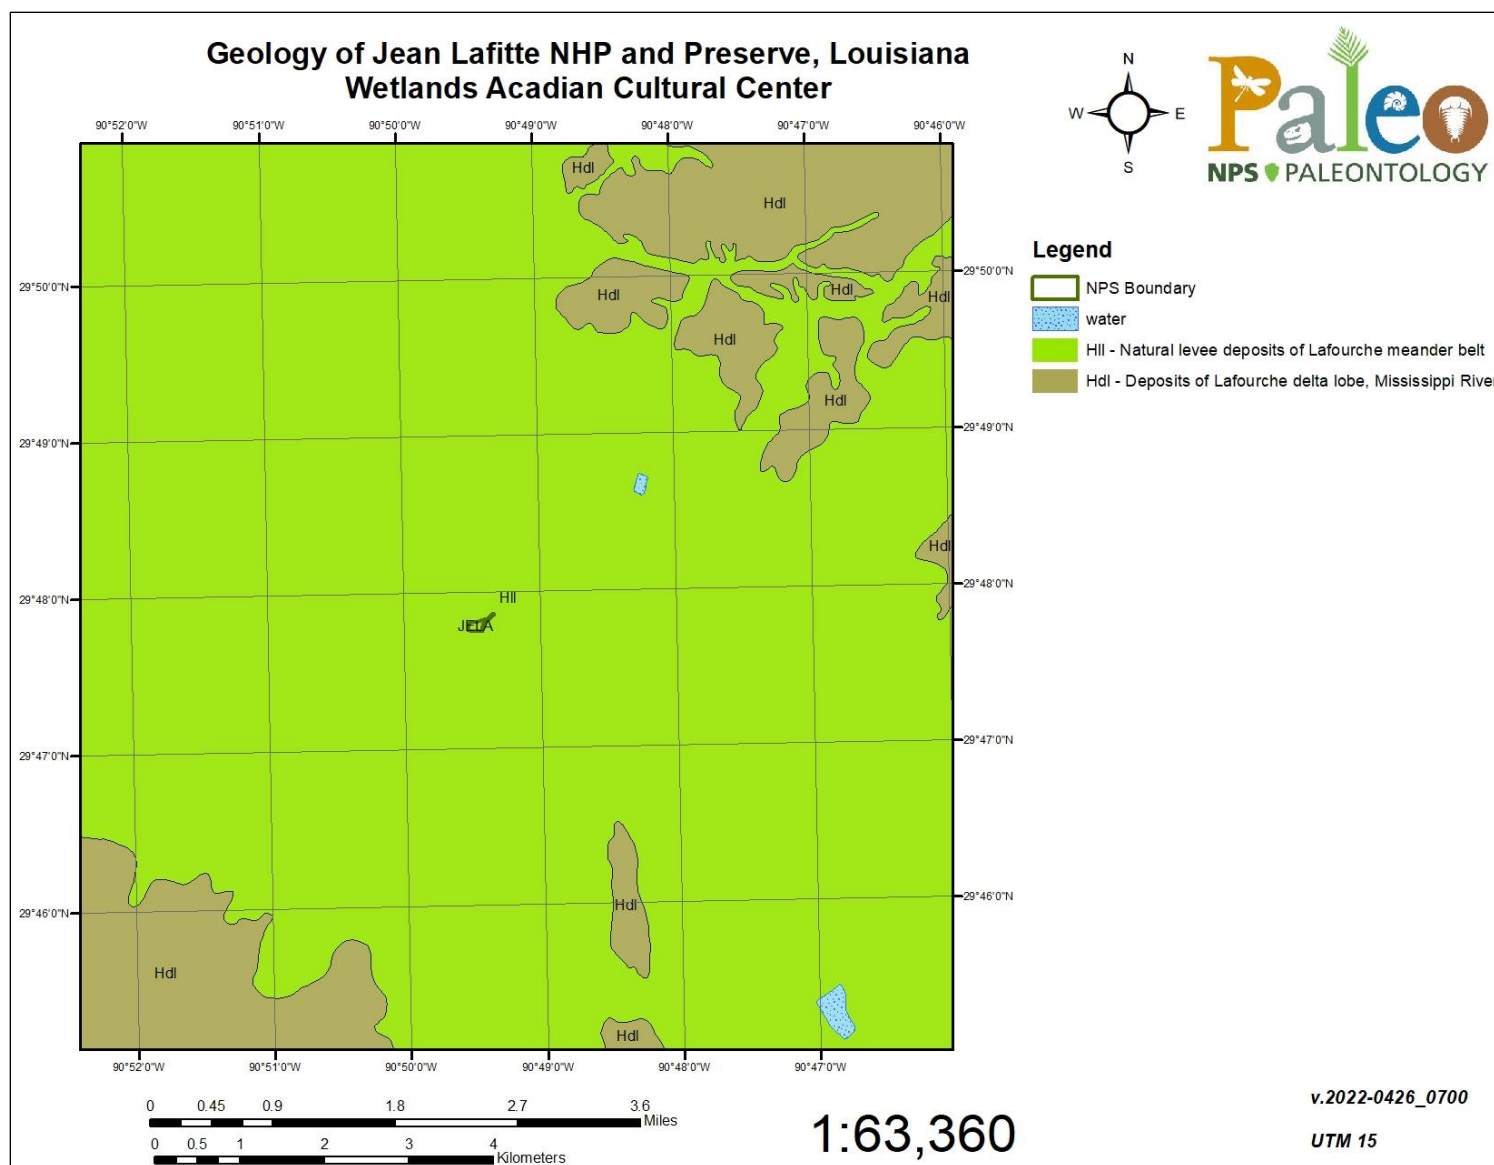 Geology of Jean Lafitte NHP and Preserve, Louisiana
Wetlands Acadian Cultural Center
N
W
E
S
Paleo
NPS PALEONTOLOGY
90°52'0"W
90°51'0"W
90°50'0"W
90°49'0"W
90°48'0"W
90°47'0"W
90°46'0"W
Hdl
Hdl
29°50'0"N
29°50'0"N
Hdl
Hdl
Hdl
Hdl
Hdl
29°49'0"N
29°49'0"N
Hdl
29°48'0"N
29°48'0"N
Hll
JELA
29°47'0"N
29°47'0"N
29°46'0"N
29°46'0"N
Hdl
Hdl
Hdl
90°52'0"W
90°51'0"W
90°50'0"W
90°49'0"W
90°48'0"W
90°47'0"W
Legend
NPS Boundary
water
Hll - Natural levee deposits of Lafourche meander belt
Hdl - Deposits of Lafourche delta lobe, Mississippi River
0 0.45 0.9 1.8 2.7 3.6
Miles
0 0.5 1 2 3 4
Kilometers
1:63,360
v.2022-0426_0700
UTM 15